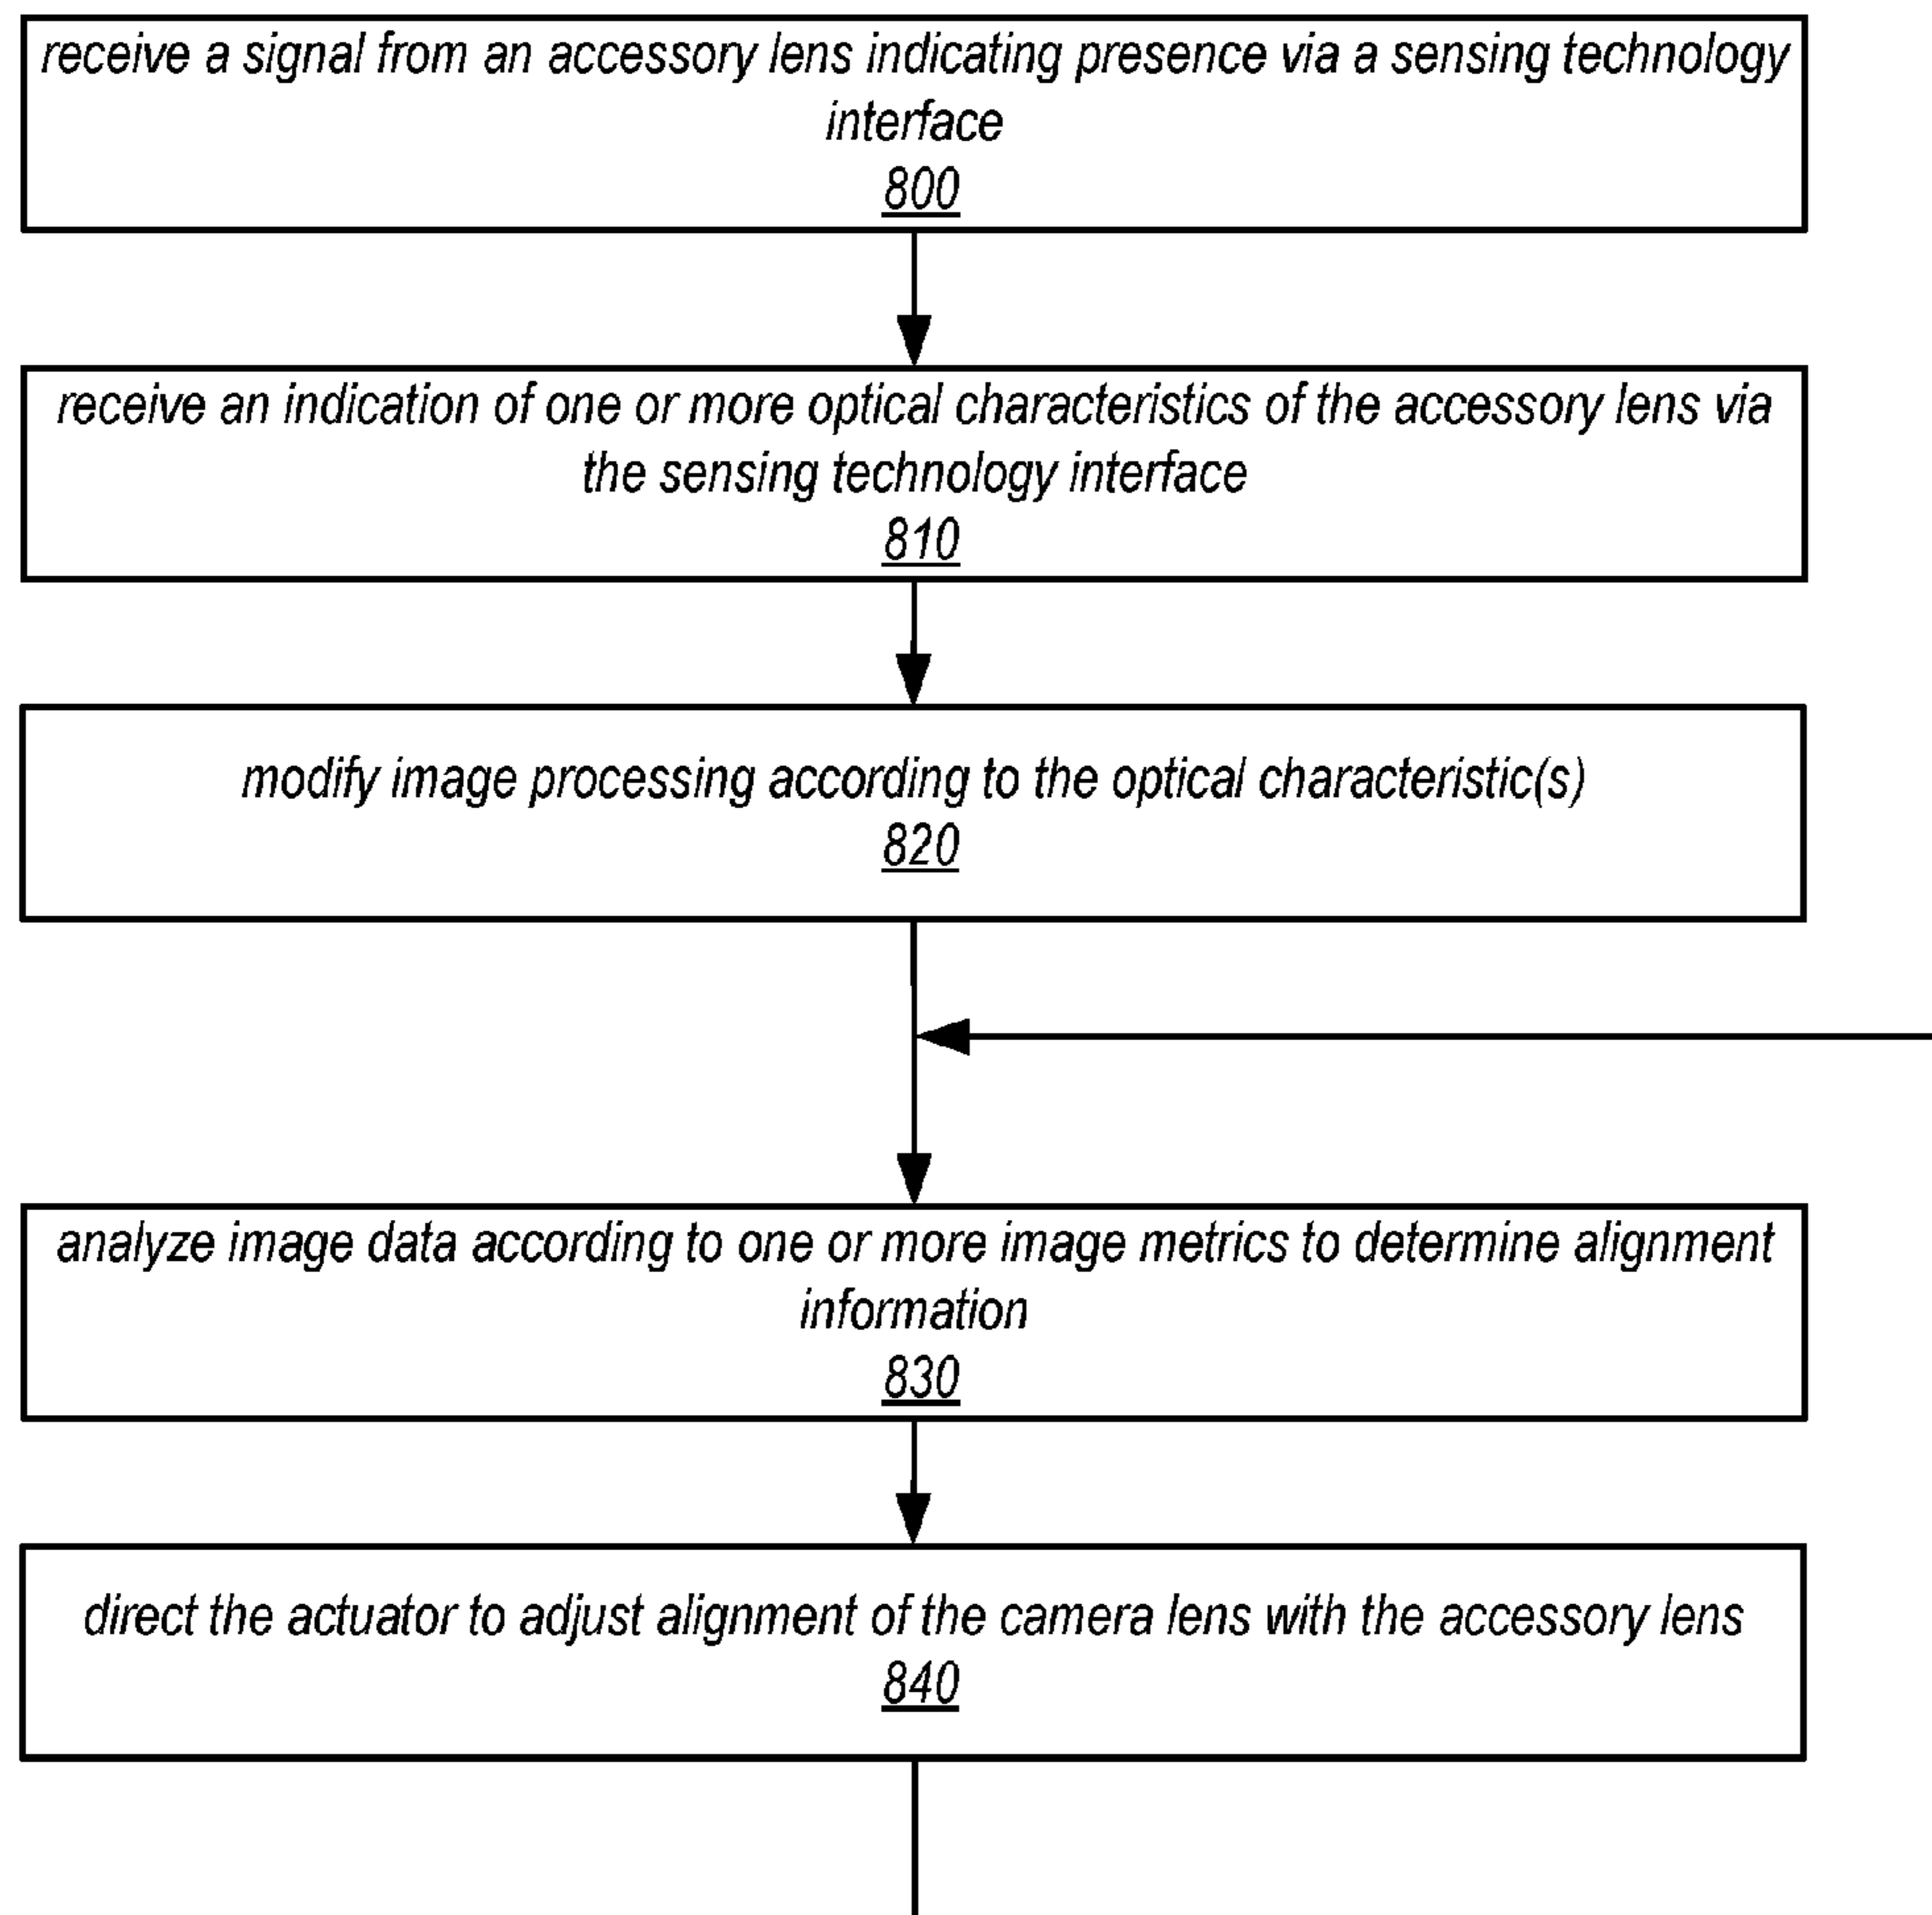 receive a signal from an accessory lens indicating presence via a sensing technology
interface
800
receive an indication of one or more optical characteristics of the accessory lens via
the sensing technology interface
810
modify image processing according to the optical characteristic(s)
820
analyze image data according to one or more image metrics to determine alignment
information
830
direct the actuator to adjust alignment of the camera lens with the accessory lens
840